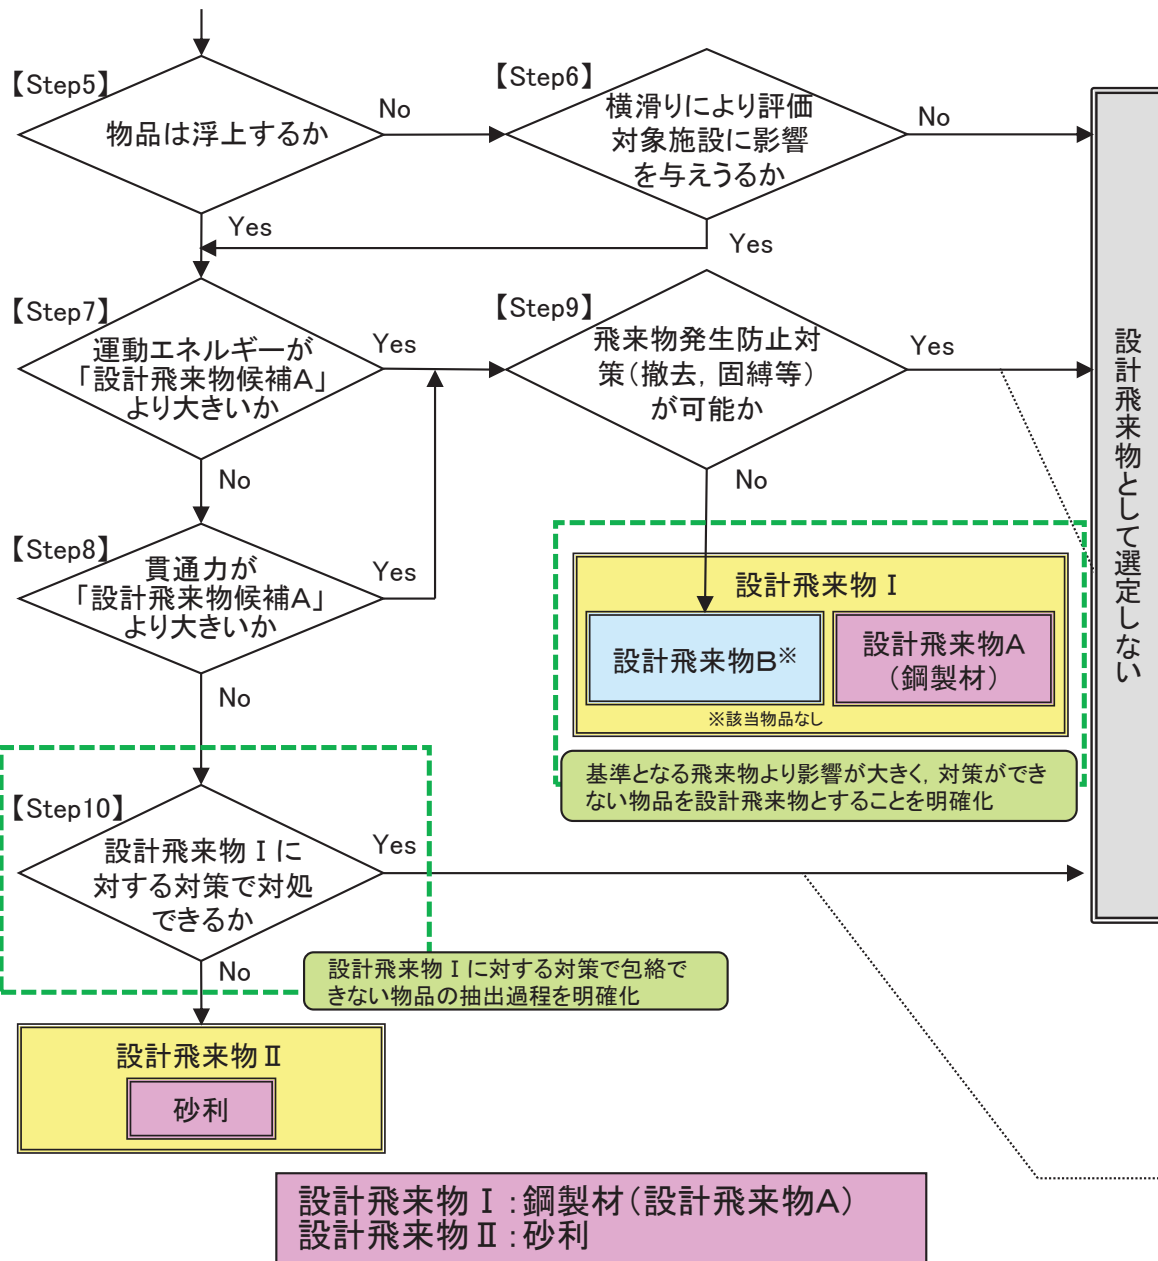 【Step5】
物品は浮上するか
No
Yes
【Step6】
横滑りにより評価
対象施設に影響
を与えうるか
No
Yes
【Step7】
運動エネルギーが
「設計飛来物候補A」
より大きいか
Yes
No
【Step9】
飛来物発生防止対
策(撤去，固縛等)
が可能か
Yes
No
【Step8】
貫通力が
「設計飛来物候補A」
より大きいか
Yes
No
設計飛来物Ⅰ
設計飛来物B※
設計飛来物A
(鋼製材)
※該当物品なし
基準となる飛来物より影響が大きく，対策ができ
ない物品を設計飛来物とすることを明確化
設計飛来物として選定しない
【Step10】
設計飛来物Ⅰに
対する対策で対処
できるか
Yes
No
設計飛来物Ⅰに対する対策で包絡で
きない物品の抽出過程を明確化
設計飛来物Ⅱ
砂利
設計飛来物Ⅰ：鋼製材(設計飛来物A)
設計飛来物Ⅱ：砂利